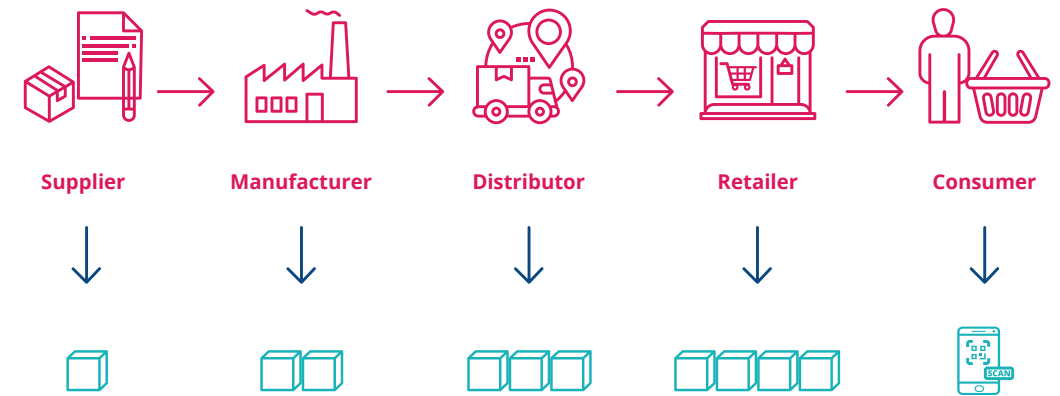 Supplier
Manufacturer
Distributor
Retailer
Consumer
SCAN